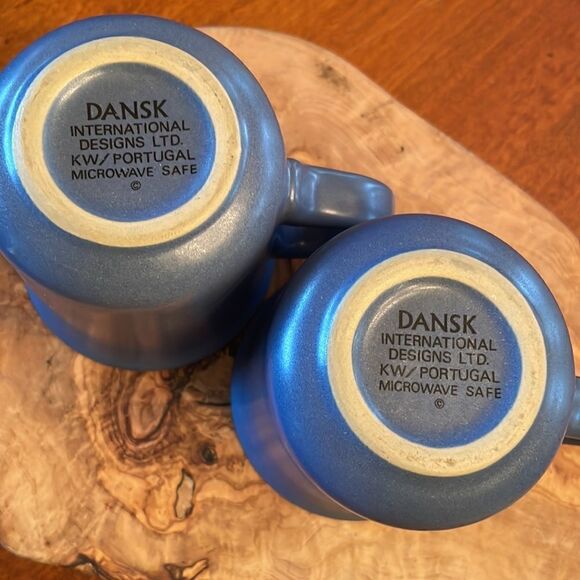 DANSK
INTERNATIONAL
DESIGNS LTD.
KW/PORTUGAL
MICROWAVE SAFE
©
DANSK
INTERNATIONAL
DESIGNS LTD.
KW/PORTUGAL
MICROWAVE SAFE
©